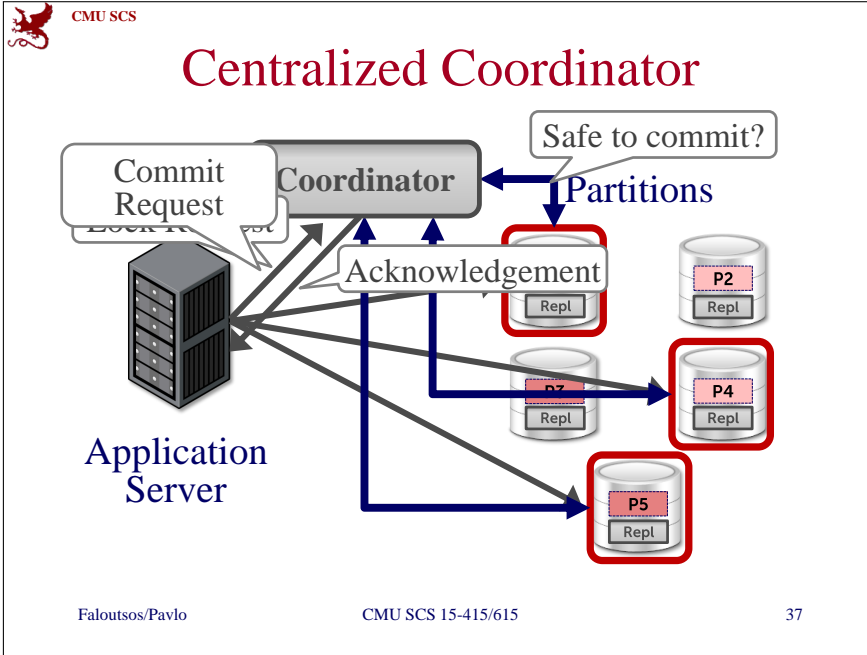 CMU SCS
Centralized Coordinator
Safe to commit?
Commit
Request
Coordinator
Partitions
Request
Acknowledgement
Repl
P2
Repl
P4
Repl
Repl
P5
Repl
Application
Server
Faloutsos/Pavlo
CMU SCS 15-415/615
37